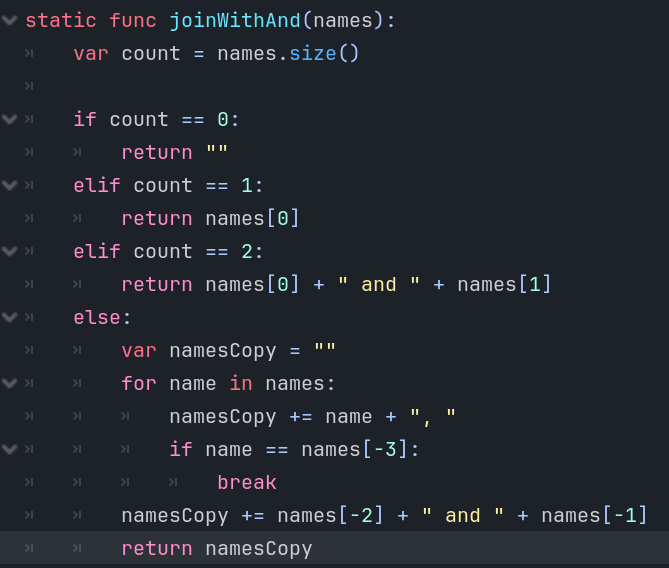 static func joinWithAnd(names):
	var count = names.size()

	if count == 0:
		return ""
	elif count == 1:
		return names[0]
	elif count == 2:
		return names[0] + " and " + names[1]
	else:
		var namesCopy = ""
		for name in names:
			namesCopy += name + ", "
			if name == names[-3]:
				break
		namesCopy += names[-2] + " and " + names[-1]
		return namesCopy